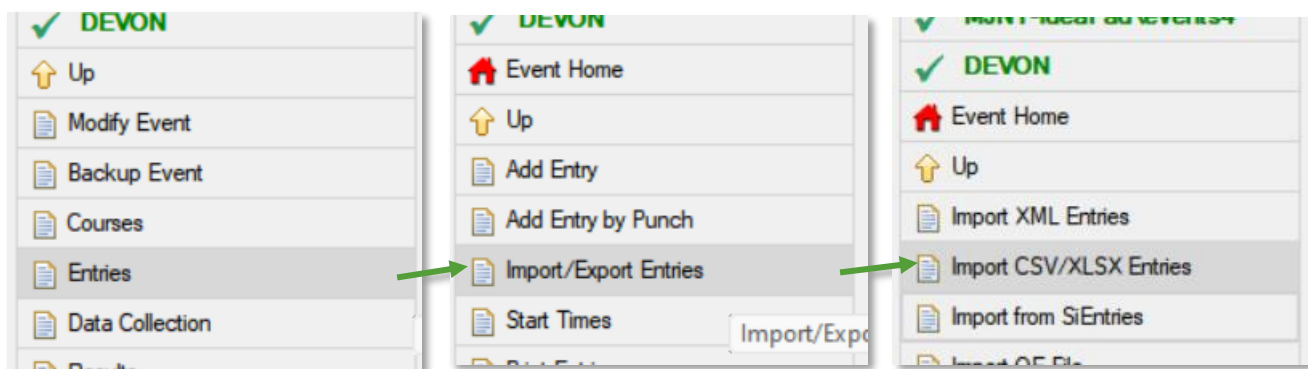 DEVON
Up
Modify Event
Backup Event
Courses
Entries
Data Collection
Results
DEVON
Event Home
Up
Add Entry
Add Entry by Punch
Import/Export Entries
Start Times
Import/Expo
DEVON
Event Home
Up
Import XML Entries
Import CSV/XLSX Entries
Import from SiEntries